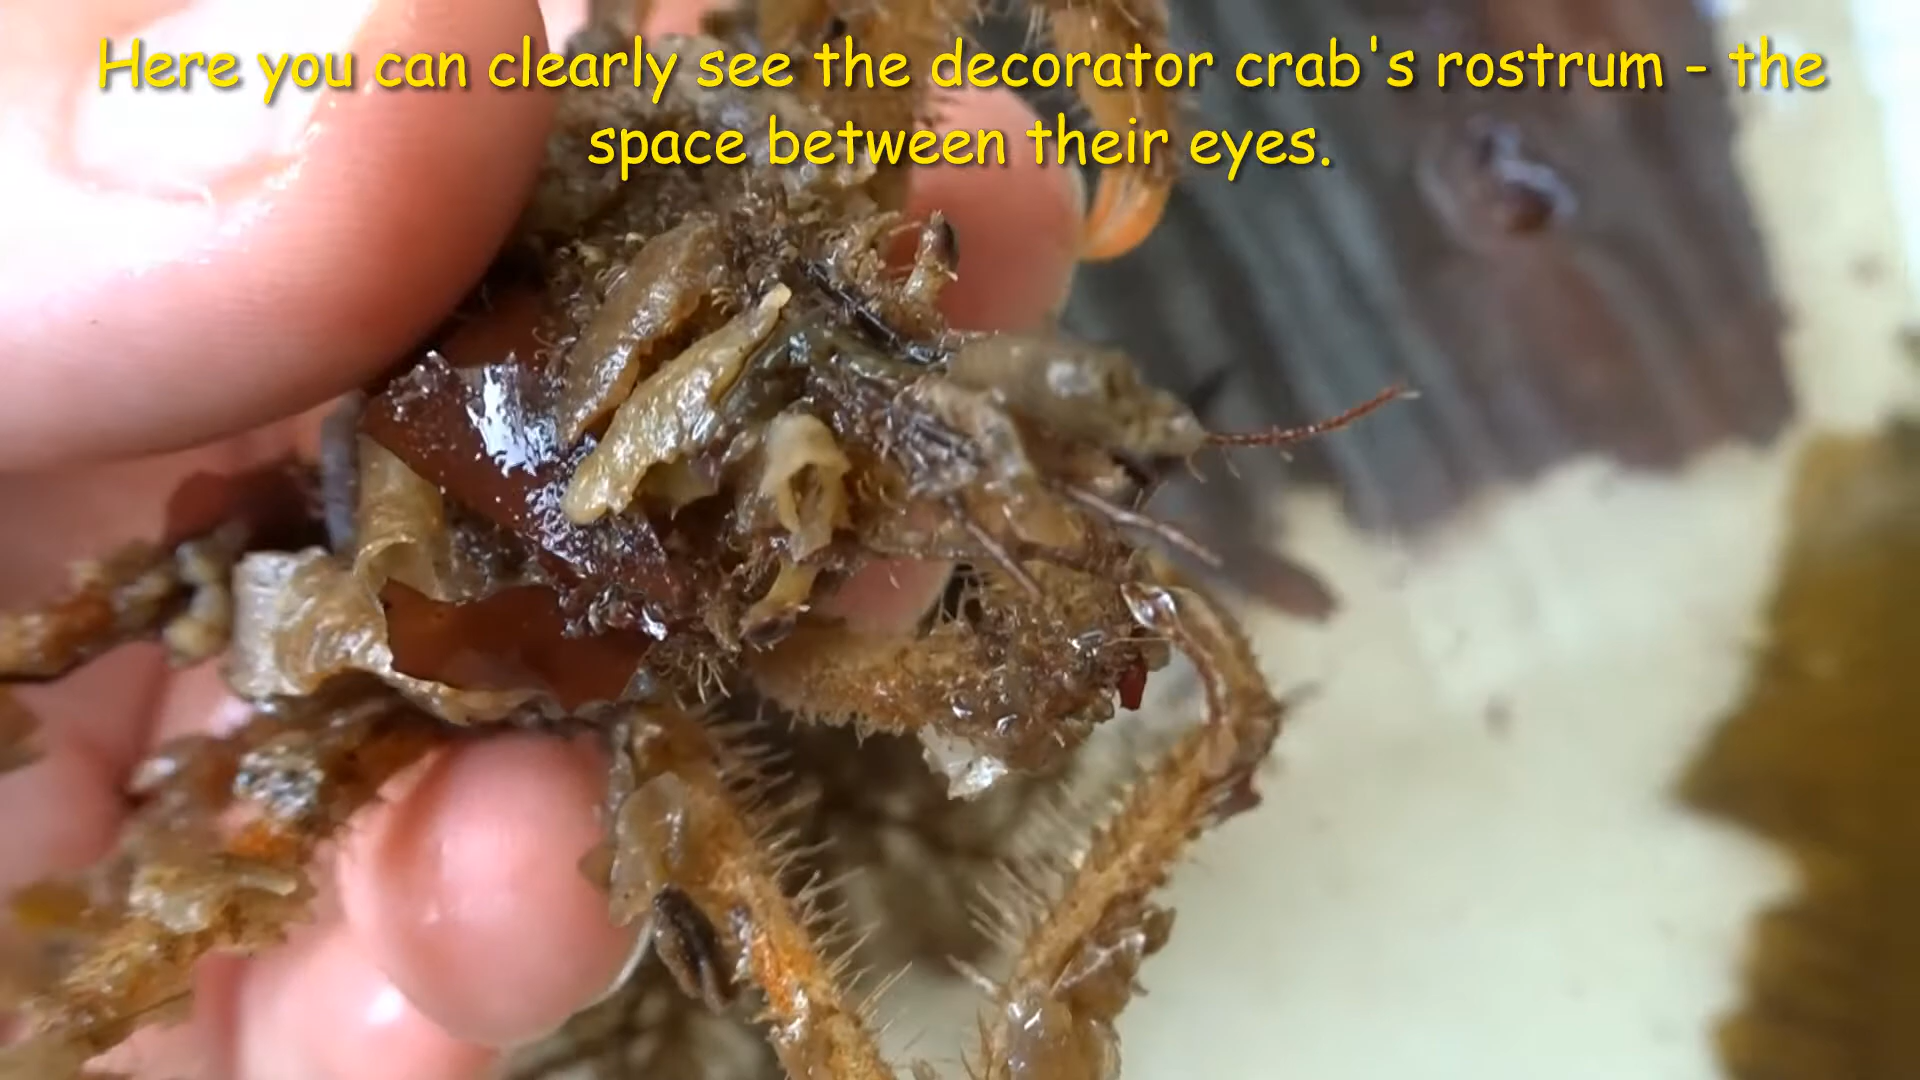 Here you can clearly see the decorator crab's rostrum - the
space between their eyes.